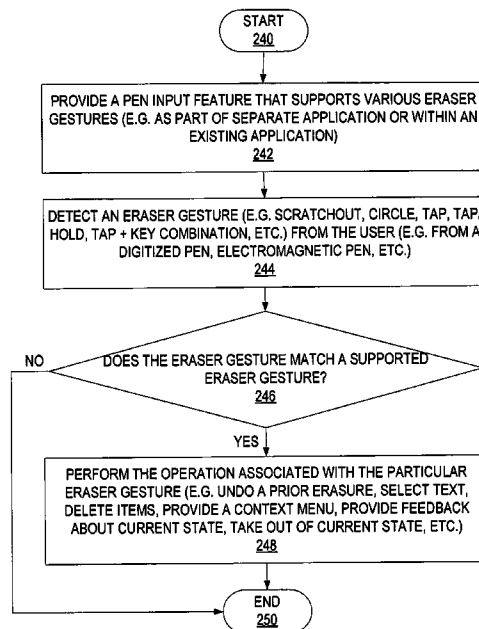 START
240
PROVIDE A PEN INPUT FEATURE THAT SUPPORTS VARIOUS ERASER
GESTURES (E.G. AS PART OF SEPARATE APPLICATION OR WITHIN AN
EXISTING APPLICATION)
242
DETECT AN ERASER GESTURE (E.G. SCRATCHOUT, CIRCLE, TAP, TAP/
HOLD, TAP + KEY COMBINATION, ETC.) FROM THE USER (E.G. FROM A
DIGITIZED PEN, ELECTROMAGNETIC PEN, ETC.)
244
NO
DOES THE ERASER GESTURE MATCH A SUPPORTED
ERASER GESTURE?
246
YES
PERFORM THE OPERATION ASSOCIATED WITH THE PARTICULAR
ERASER GESTURE (E.G. UNDO A PRIOR ERASURE, SELECT TEXT,
DELETE ITEMS, PROVIDE A CONTEXT MENU, PROVIDE FEEDBACK
ABOUT CURRENT STATE, TAKE OUT OF CURRENT STATE, ETC.)
248
END
250